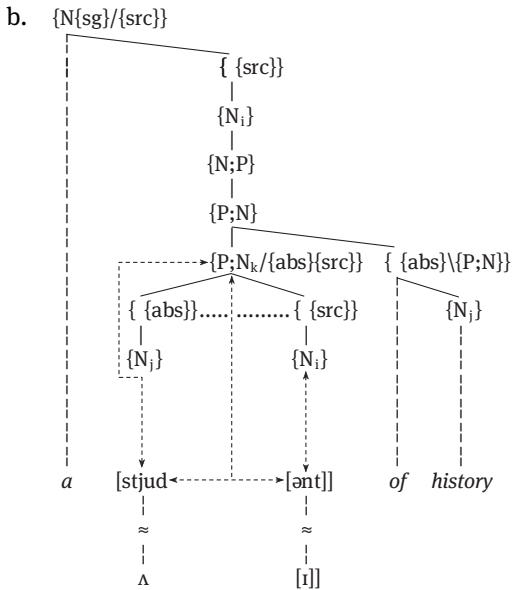 b. {N{sg}/{src}}
{ {src}}
{Nᵢ}
{N;P}
{P;N}
{P;Nₖ/{abs}{src}} { {abs}\{P;N}}
{ {abs}}..... .........{ {src}} {Nⱼ}
{Nⱼ} {Nᵢ}
a [stjud [ənt]] of history
≈ ≈
ʌ [ɪ]]